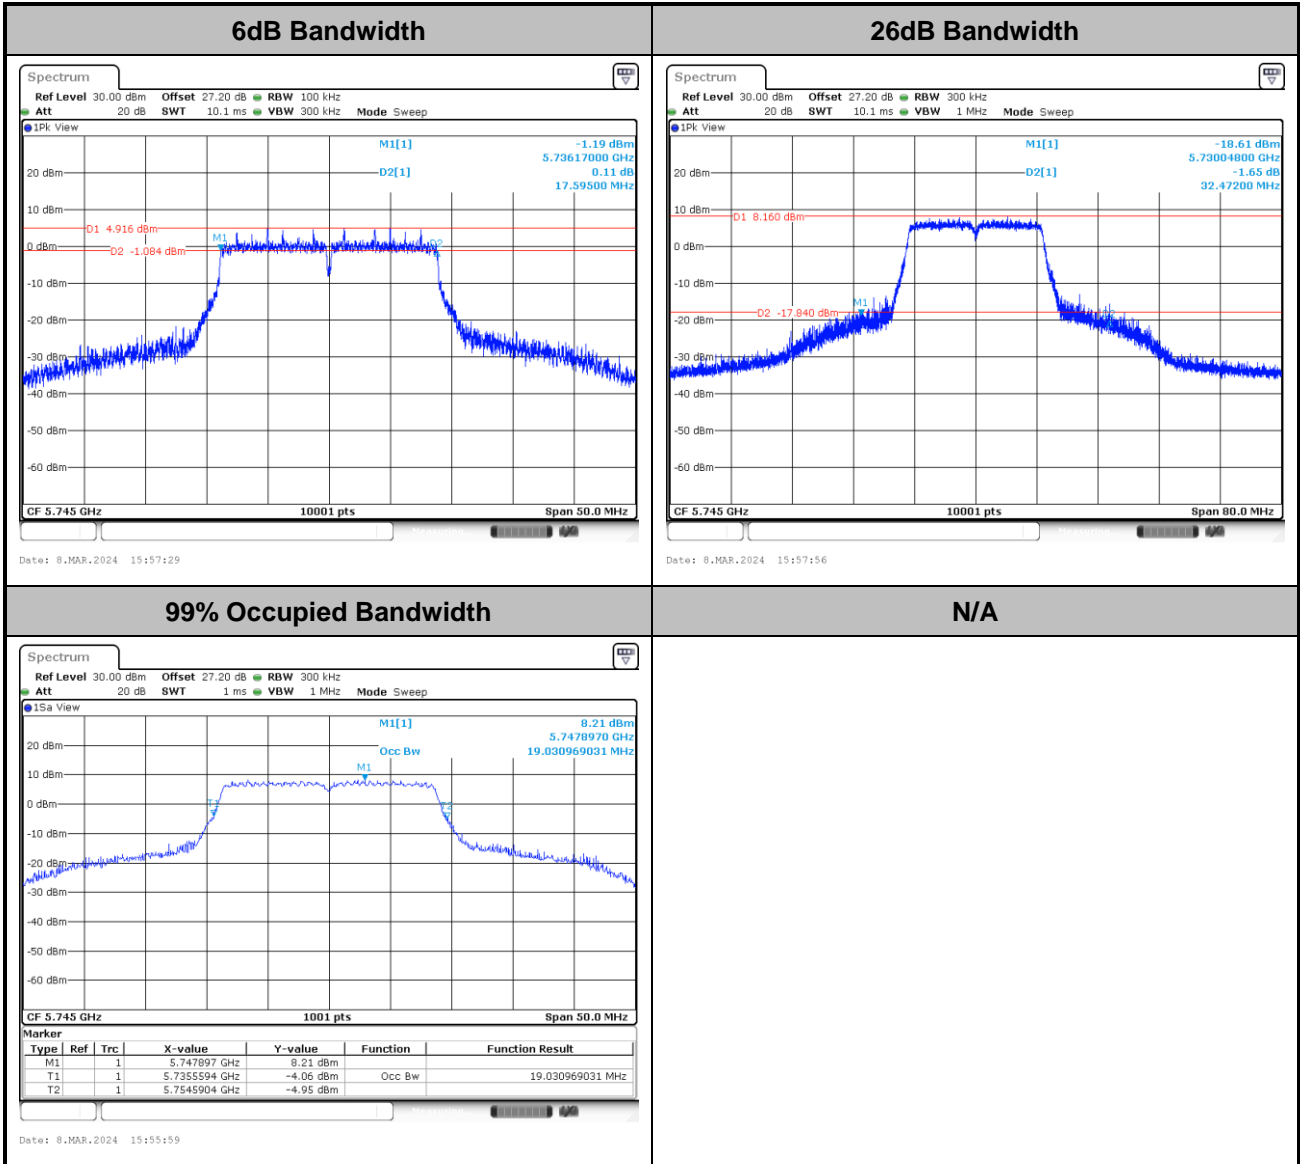 6dB Bandwidth
Spectrum
Ref Level 30.00 dBm Offset 27.20 dB RBW 100 kHz
Att 20 dB SWT 10.1 ms VBW 300 kHz Mode Sweep
1Pk View
M1[1] -1.19 dBm
5.73617000 GHz
D2[1] 0.11 dB
17.59500 MHz
20 dBm
10 dBm
D1 4.916 dBm
M1
D2
0 dBm
D2 -1.084 dBm
-10 dBm
-20 dBm
-30 dBm
-40 dBm
-50 dBm
-60 dBm
CF 5.745 GHz 10001 pts Span 50.0 MHz
Date: 8.MAR.2024 15:57:29
26dB Bandwidth
Spectrum
Ref Level 30.00 dBm Offset 27.20 dB RBW 300 kHz
Att 20 dB SWT 10.1 ms VBW 1 MHz Mode Sweep
1Pk View
M1[1] -18.61 dBm
5.73004800 GHz
D2[1] -1.65 dB
32.47200 MHz
20 dBm
10 dBm
D1 8.160 dBm
0 dBm
-10 dBm
M1
D2 -17.840 dBm
-20 dBm
-30 dBm
-40 dBm
-50 dBm
-60 dBm
CF 5.745 GHz 10001 pts Span 80.0 MHz
Date: 8.MAR.2024 15:57:56
99% Occupied Bandwidth
Spectrum
Ref Level 30.00 dBm Offset 27.20 dB RBW 300 kHz
Att 20 dB SWT 1 ms VBW 1 MHz Mode Sweep
1Sa View
M1[1] 8.21 dBm
5.7478970 GHz
Occ Bw 19.030969031 MHz
20 dBm
M1
10 dBm
T1
T2
0 dBm
-10 dBm
-20 dBm
-30 dBm
-40 dBm
-50 dBm
-60 dBm
CF 5.745 GHz 1001 pts Span 50.0 MHz
Marker
Type Ref Trc X-value Y-value Function Function Result
M1 1 5.747897 GHz 8.21 dBm
T1 1 5.7355594 GHz -4.06 dBm Occ Bw 19.030969031 MHz
T2 1 5.7545904 GHz -4.95 dBm
Date: 8.MAR.2024 15:55:59
N/A